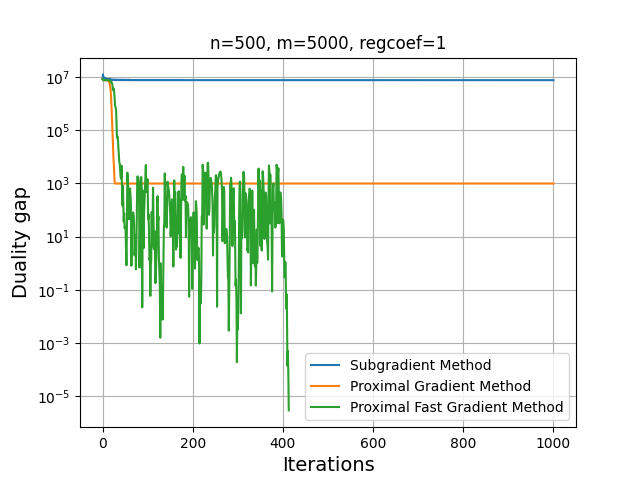 n=500, m=5000, regcoef=1
Duality gap
10^7
10^5
10^3
10^1
10^−1
10^−3
10^−5
Subgradient Method
Proximal Gradient Method
Proximal Fast Gradient Method
0 200 400 600 800 1000
Iterations